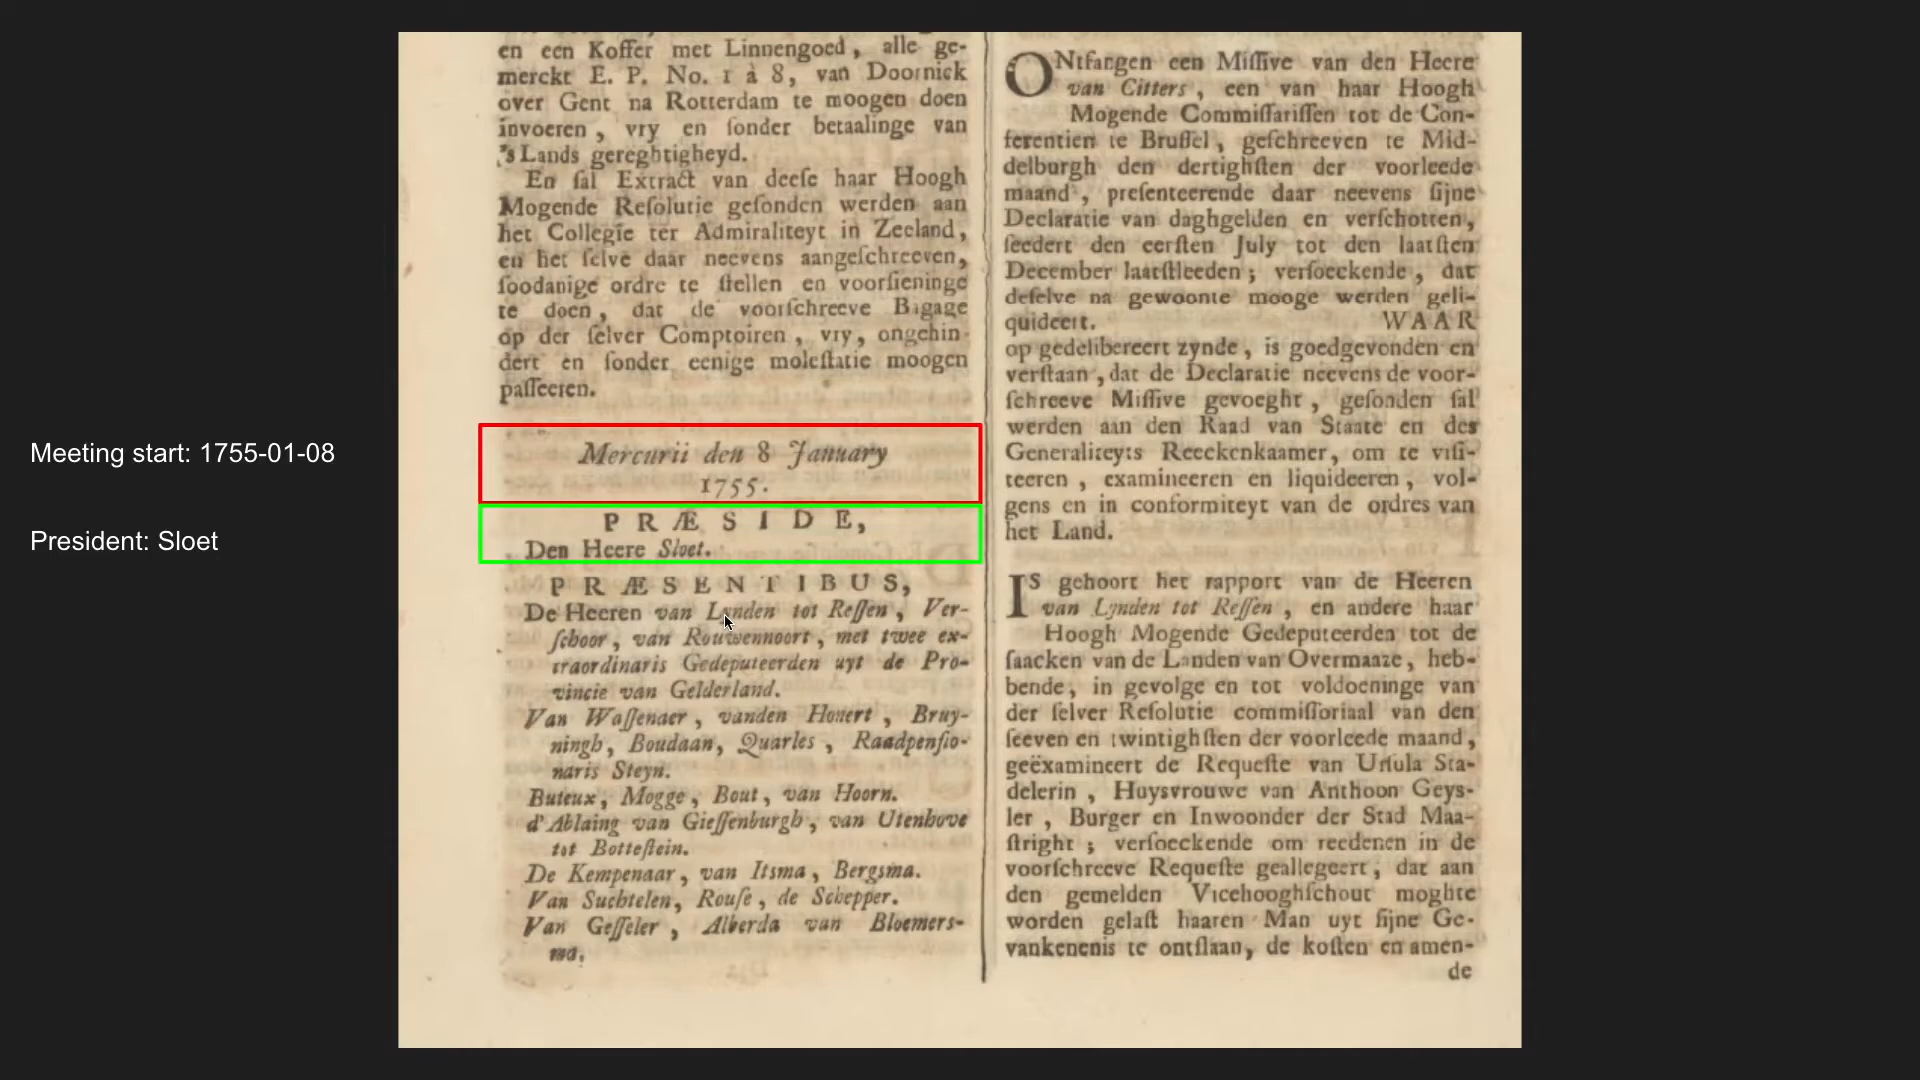 Meeting start: 1755-01-08
President: Sloet
en een Koffer met Linnengoed, alle ge-
merckt E. P. No. 1 à 8, van Doornick
over Gent na Rotterdam te moogen doen
invoeren, vry en ſonder betaalinge van
's Lands gereghtigheyd.
En ſal Extract van deeſe haar Hoogh
Mogende Reſolutie geſonden werden aan
het Collegie ter Admiraliteyt in Zeeland,
en het ſelve daar neevens aangeſchreeven,
ſoodanige ordre te ſtellen en voorſieninge
te doen, dat de voorſchreeve Bagage
op der ſelver Comptoiren, vry, ongehin-
dert en ſonder eenige moleſtatie moogen
paſſeeren.
Mercurii den 8 January
1755.
PRÆSIDE,
Den Heere Sloet.
PRÆSENTIBUS,
De Heeren van Lynden tot Reſſen, Ver-
ſchoor, van Rouwennoort, met twee ex-
traordinaris Gedeputeerden uyt de Pro-
vincie van Gelderland.
Van Waſſenaer, vanden Honert, Bruy-
ningh, Boudaan, Quarles, Raadpenſio-
naris Steyn.
Buteux, Mogge, Bout, van Hoorn.
d'Ablaing van Gieſſenburgh, van Utenhove
tot Botteſtein.
De Kempenaar, van Itsma, Bergsma.
Van Suchtelen, Rouſe, de Schepper.
Van Geſſeler, Alberda van Bloemers-
ma.
ONtfangen een Miſſive van den Heere
van Citters, een van haar Hoogh
Mogende Commiſſariſſen tot de Con-
ferentien te Bruſſel, geſchreeven te Mid-
delburgh den dertighſten der voorleede
maand, preſenteerende daar neevens ſijne
Declaratie van daghgelden en verſchotten,
ſeedert den eerſten July tot den laatſten
December laatſtleeden; verſoeckende, dat
deſelve na gewoonte mooge werden geli-
quideert. WAAR
op gedelibereert zynde, is goedgevonden en
verſtaan, dat de Declaratie neevens de voor-
ſchreeve Miſſive gevoeght, geſonden ſal
werden aan den Raad van Staate en der
Generaliteyts Reeckenkaamer, om te viſi-
teeren, examineeren en liquideeren, vol-
gens en in conformiteyt van de ordres van
het Land.
IS gehoort het rapport van de Heeren
van Lynden tot Reſſen, en andere haar
Hoogh Mogende Gedeputeerden tot de
ſaacken van de Landen van Overmaaze, heb-
bende, in gevolge en tot voldoeninge van
der ſelver Reſolutie commiſſoriaal van den
ſeeven en twintighſten der voorleede maand,
geëxamineert de Requeſte van Urſula Sta-
delerin, Huysvrouwe van Anthoon Geys-
ler, Burger en Inwoonder der Stad Maa-
ſtright; verſoeckende om reedenen in de
voorſchreeve Requeſte geallegeert, dat aan
den gemelden Vicehooghſchout moghte
worden gelaſt haaren Man uyt ſijne Ge-
vankenenis te ontſlaan, de koſten en amen-
de